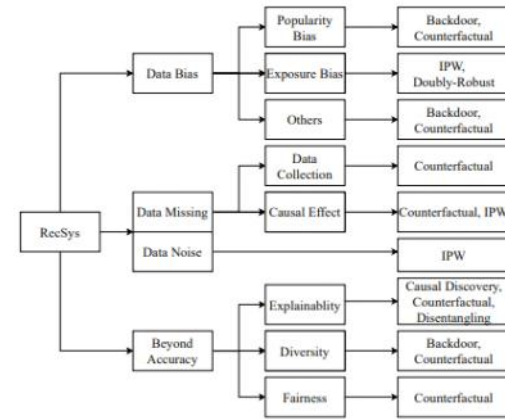 Popularity
Bias
Backdoor,
Counterfactual
Data Bias
Exposure Bias
IPW,
Doubly-Robust
Others
Backdoor,
Counterfactual
Data
Collection
Counterfactual
RecSys
Data Missing
Causal Effect
Counterfactual, IPW
Data Noise
IPW
Explainablity
Causal Discovery,
Counterfactual,
Disentangling
Beyond
Accuracy
Diversity
Backdoor,
Counterfactual
Fairness
Counterfactual